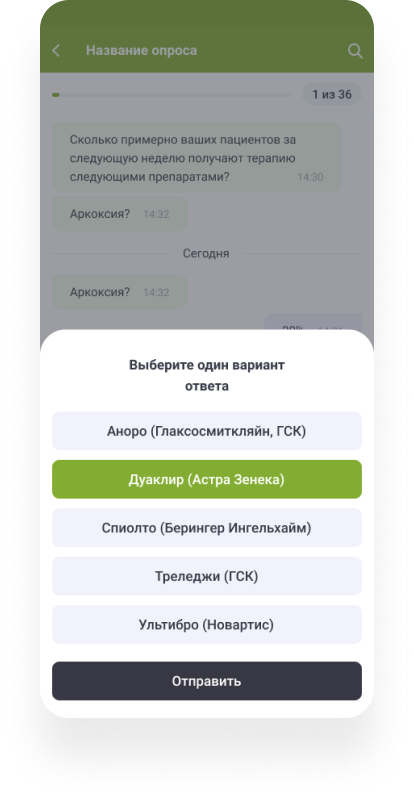 Название опроса
1 из 36
Сколько примерно ваших пациентов за
следующую неделю получают терапию
следующими препаратами? 14:30
Аркоксия? 14:32
Сегодня
Аркоксия? 14:32
Выберите один вариант
ответа
Аноро (Глаксосмиткляйн, ГСК)
Дуаклир (Астра Зенека)
Спиолто (Берингер Ингельхайм)
Треледжи (ГСК)
Ультибро (Новартис)
Отправить